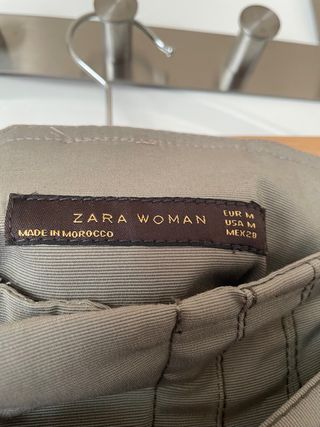 ZARA WOMAN
MADE IN MOROCCO
EUR M
USA M
MEX 28